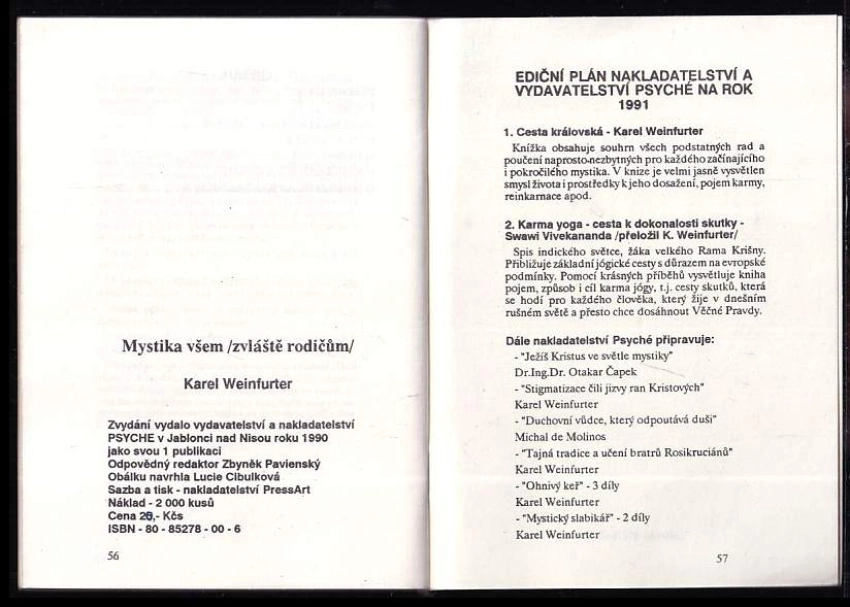 Mystika všem /zvláště rodičům/
Karel Weinfurter
Zvydání vydalo vydavatelství a nakladatelství
PSYCHE v Jablonci nad Nisou roku 1990
jako svou 1 publikaci
Odpovědný redaktor Zbyněk Pavienský
Obálku navrhla Lucie Cibulková
Sazba a tisk - nakladatelství PressArt
Náklad - 2 000 kusů
Cena ,- Kčs
ISBN - 80 - 85278 - 00 - 6
56
EDIČNÍ PLÁN NAKLADATELSTVÍ A
VYDAVATELSTVÍ PSYCHÉ NA ROK
1991
1. Cesta královská - Karel Weinfurter
Knížka obsahuje souhrn všech podstatných rad a
poučení naprosto nezbytných pro každého začínajícího
i pokročilého mystika. V knize je velmi jasně vysvětlen
smysl života i prostředky k jeho dosažení, pojem karmy,
reinkarnace apod.
2. Karma yoga - cesta k dokonalosti skutky -
Swawi Vivekananda /přeložil K. Weinfurter/
Spis indického světce, žáka velkého Rama Krišny.
Přibližuje základní jógické cesty s důrazem na evropské
podmínky. Pomocí krásných příběhů vysvětluje kniha
pojem, způsob i cíl karma jógy, t.j. cesty skutků, která
se hodí pro každého člověka, který žije v dnešním
rušném světě a přesto chce dosáhnout Věčné Pravdy.
Dále nakladatelství Psyché připravuje:
- "Ježíš Kristus ve světle mystiky"
Dr.Ing.Dr. Otakar Čapek
- "Stigmatizace čili jizvy ran Kristových"
Karel Weinfurter
- "Duchovní vůdce, který odpoutává duši"
Michal de Molinos
- "Tajná tradice a učení bratrů Rosikruciánů"
Karel Weinfurter
- "Ohnivý keř" - 3 díly
Karel Weinfurter
- "Mystický slabikář" - 2 díly
Karel Weinfurter
57